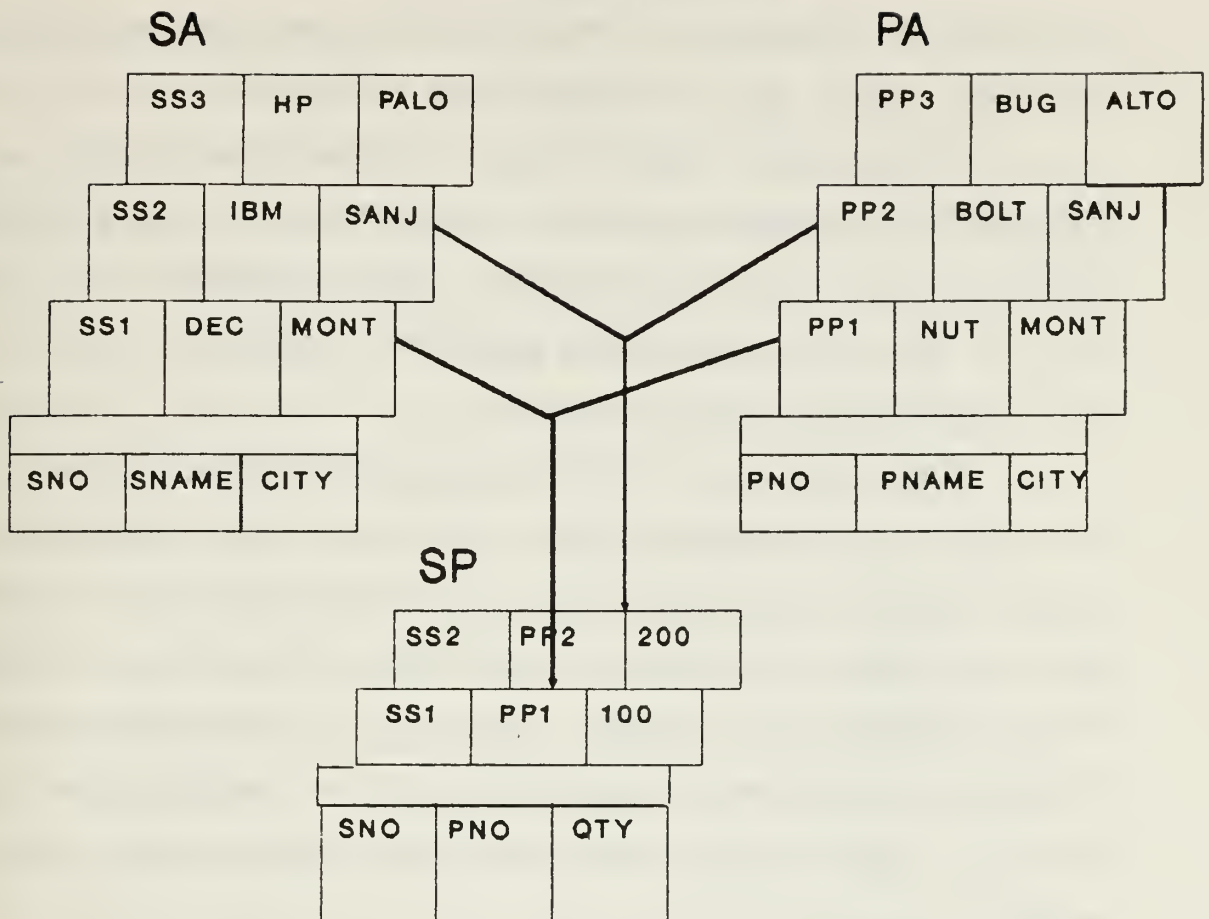 SA
SS3 HP PALO
SS2 IBM SANJ
SS1 DEC MONT
SNO SNAME CITY
PA
PP3 BUG ALTO
PP2 BOLT SANJ
PP1 NUT MONT
PNO PNAME CITY
SP
SS2 PP2 200
SS1 PP1 100
SNO PNO QTY